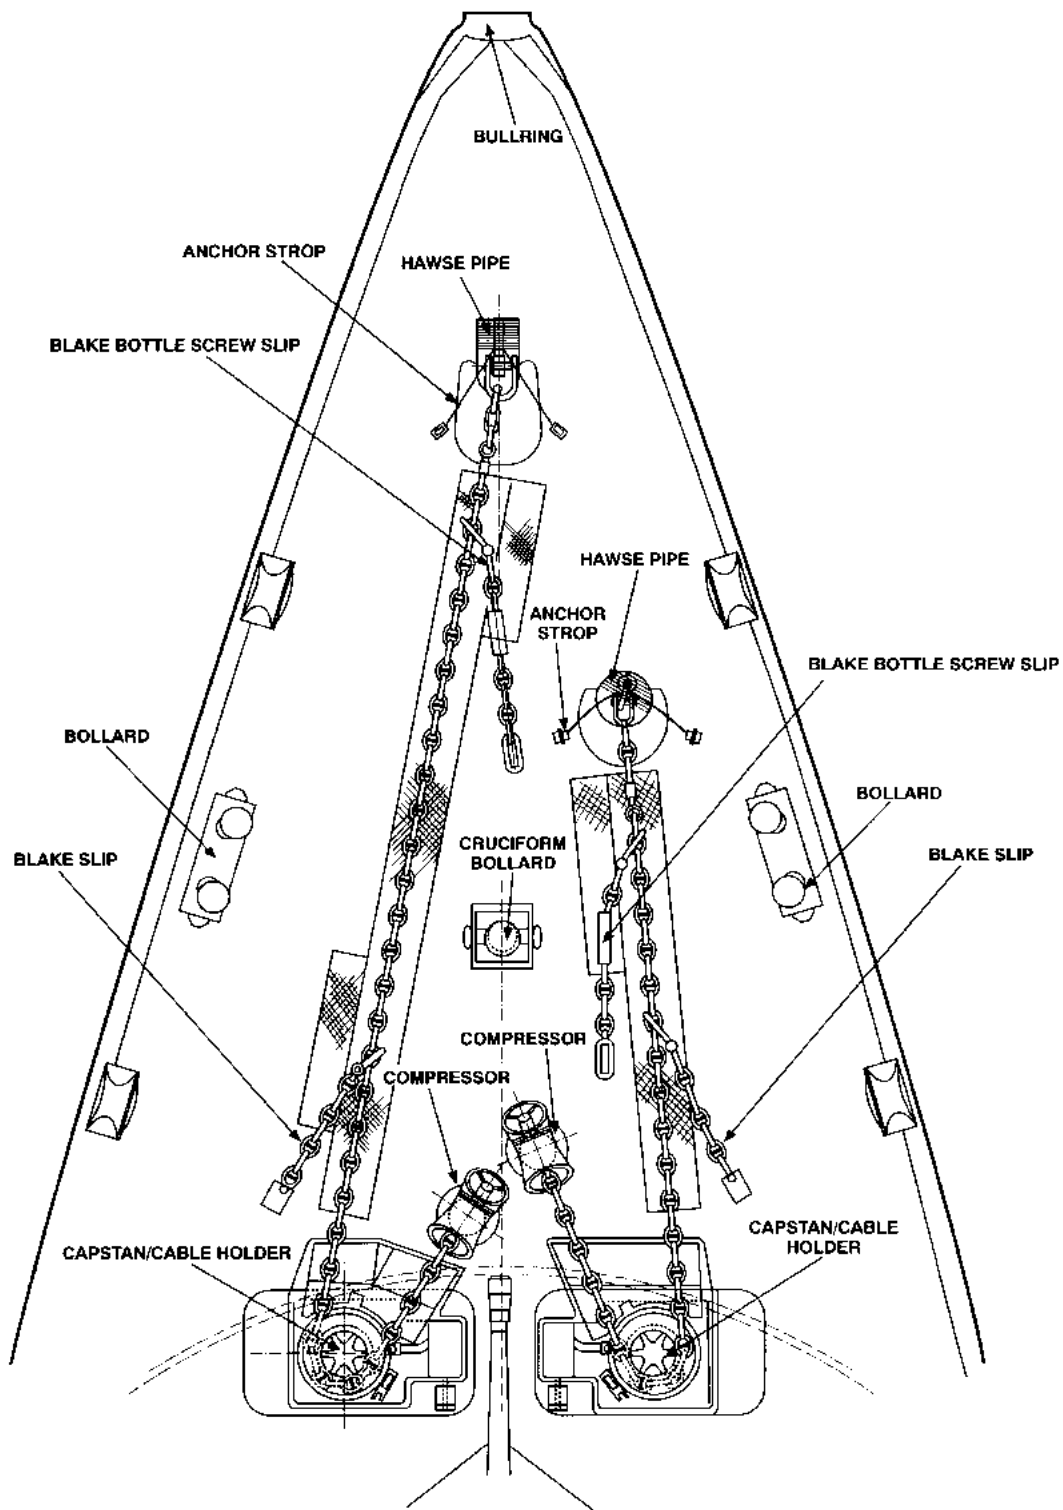 BULLRING
ANCHOR STROP
HAWSE PIPE
BLAKE BOTTLE SCREW SLIP
HAWSE PIPE
ANCHOR
STROP
BLAKE BOTTLE SCREW SLIP
BOLLARD
BOLLARD
CRUCIFORM
BOLLARD
BLAKE SLIP
BLAKE SLIP
COMPRESSOR
COMPRESSOR
CAPSTAN/CABLE HOLDER
CAPSTAN/CABLE
HOLDER